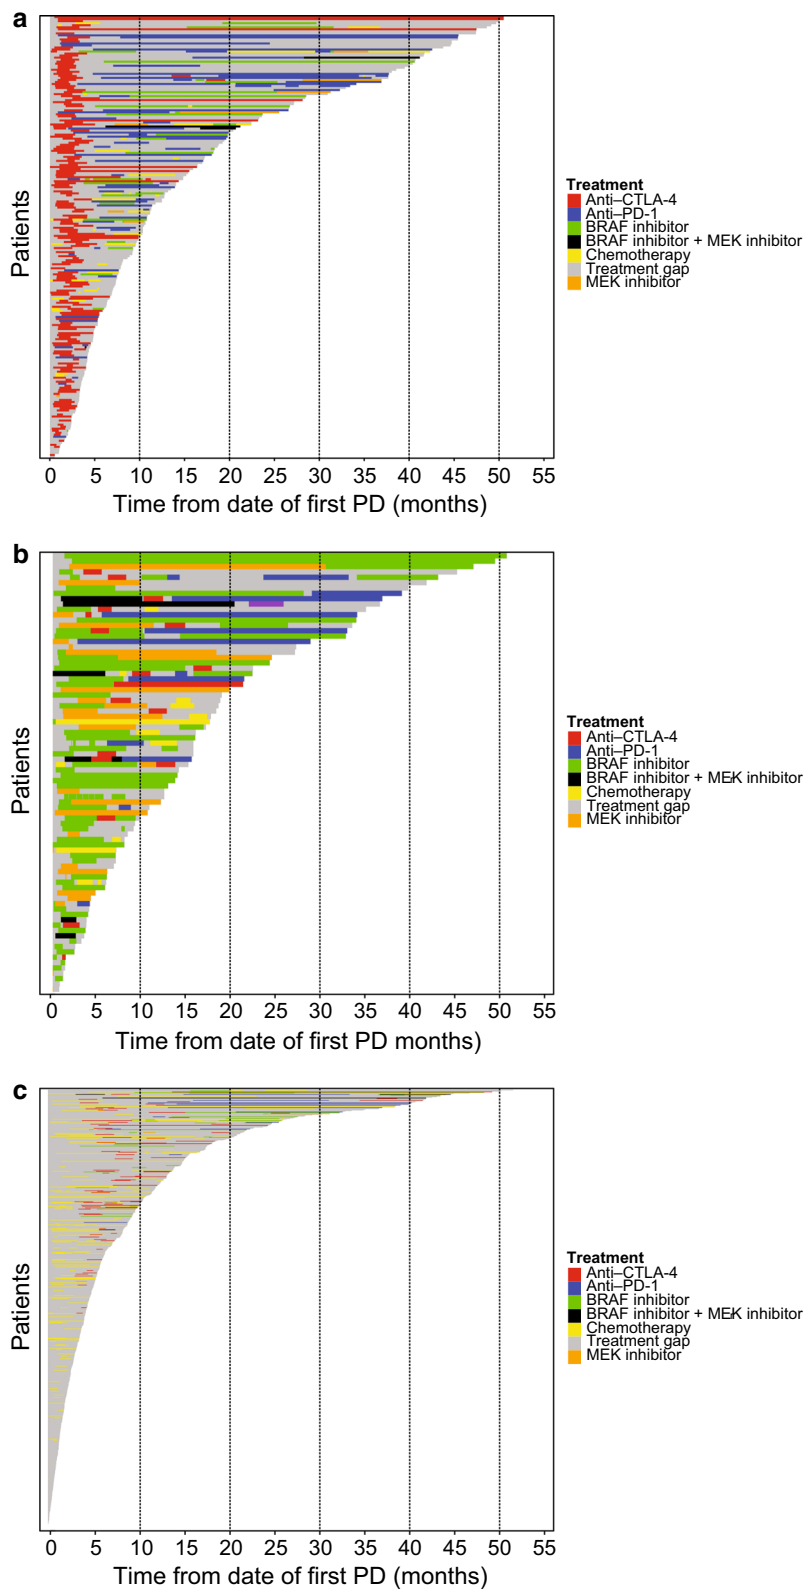 a
Patients
Treatment
Anti–CTLA-4
Anti–PD-1
BRAF inhibitor
BRAF inhibitor + MEK inhibitor
Chemotherapy
Treatment gap
MEK inhibitor
0 5 10 15 20 25 30 35 40 45 50 55
Time from date of first PD (months)
b
Patients
Treatment
Anti–CTLA-4
Anti–PD-1
BRAF inhibitor
BRAF inhibitor + MEK inhibitor
Chemotherapy
Treatment gap
MEK inhibitor
0 5 10 15 20 25 30 35 40 45 50 55
Time from date of first PD months)
c
Patients
Treatment
Anti–CTLA-4
Anti–PD-1
BRAF inhibitor
BRAF inhibitor + MEK inhibitor
Chemotherapy
Treatment gap
MEK inhibitor
0 5 10 15 20 25 30 35 40 45 50 55
Time from date of first PD (months)